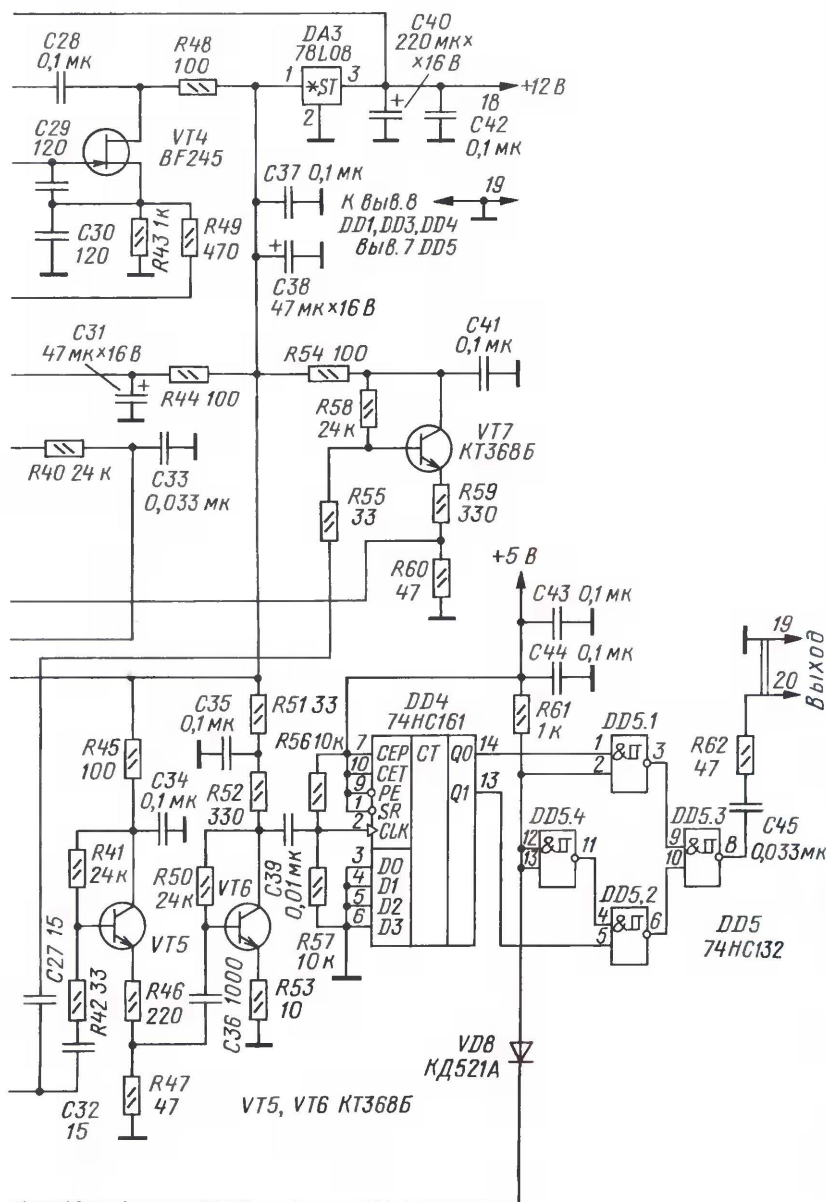 C28
0,1 мк
R48
100
DA3
78L08
C40
220 мк×
×16 В
1
*,ST
3
2
+12 В
18
C42
0,1 мк
C29
120
VT4
BF245
C37 0,1 мк
19
К выв.8
DD1,DD3,DD4
выв.7 DD5
C30
120
R43 1к
R49
470
+
C38
47 мк×16 В
C31
47 мк×16 В
+
R44 100
R54 100
C41
0,1 мк
R58
24 к
VT7
КТ368Б
R40 24 к
C33
0,033 мк
R55
33
R59
330
R60
47
+5 В
C43 0,1 мк
C44 0,1 мк
19
20
Выход
R45
100
C35
0,1 мк
R51 33
R56 10к
DD4
74HC161
R61
1 к
DD5.1
R62
47
C34
0,1 мк
R52
330
7
CEP
CT
Q0
14
10
CET
9
PE
Q1
13
1
SR
2
CLK
3
D0
4
D1
5
D2
6
D3
1
2
&
3
DD5.4
12
13
&
11
DD5.3
9
10
&
8
C45
0,033мк
R41
24к
R50
24к
VT6
C39
0,01 мк
DD5.2
4
5
&
6
DD5
74HC132
VT5
R57
10 к
C27 15
R42 33
R46
220
C36 1000
R53
10
VD8
КД521А
C32
15
R47
47
VT5, VT6 КТ368Б